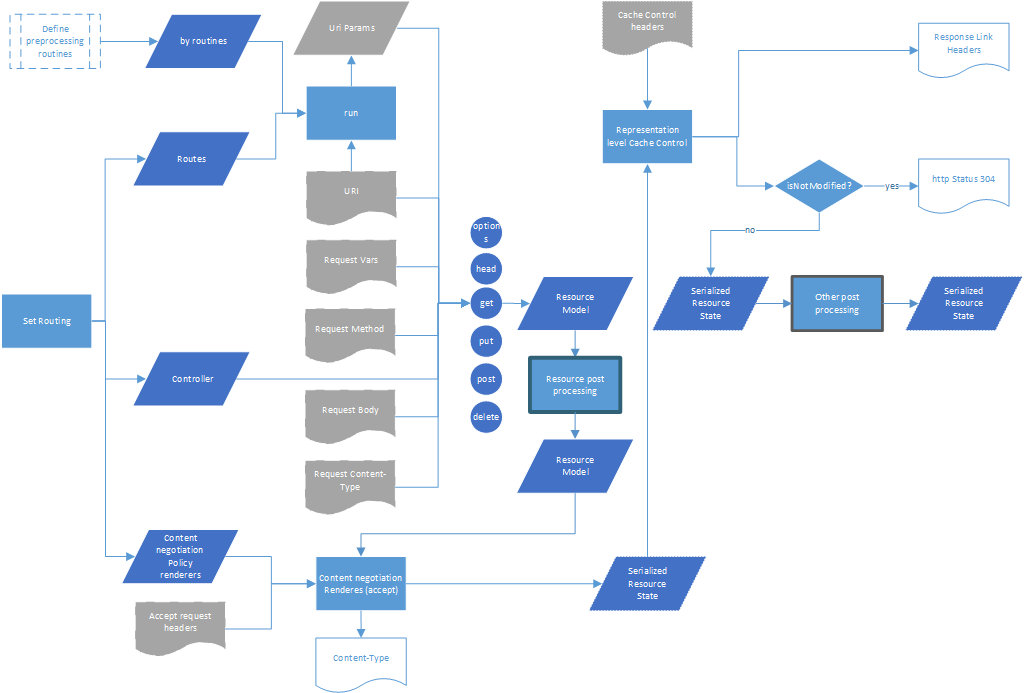 Define
preprocessing
routines
by routines
Uri Params
run
Routes
URI
Request Vars
Request Method
Set Routing
Controller
Request Body
Request Content-
Type
Content
negotiation
Policy
renderers
Accept request
headers
Content negotiation
Renderes (accept)
Content-Type
option
s
head
get
put
post
delete
Resource
Model
Resource post
processing
Resource
Model
Serialized
Resource
State
Cache Control
headers
Representation
level Cache Control
Response Link
Headers
isNotModified?
yes
http Status 304
no
Serialized
Resource
State
Other post
processing
Serialized
Resource
State